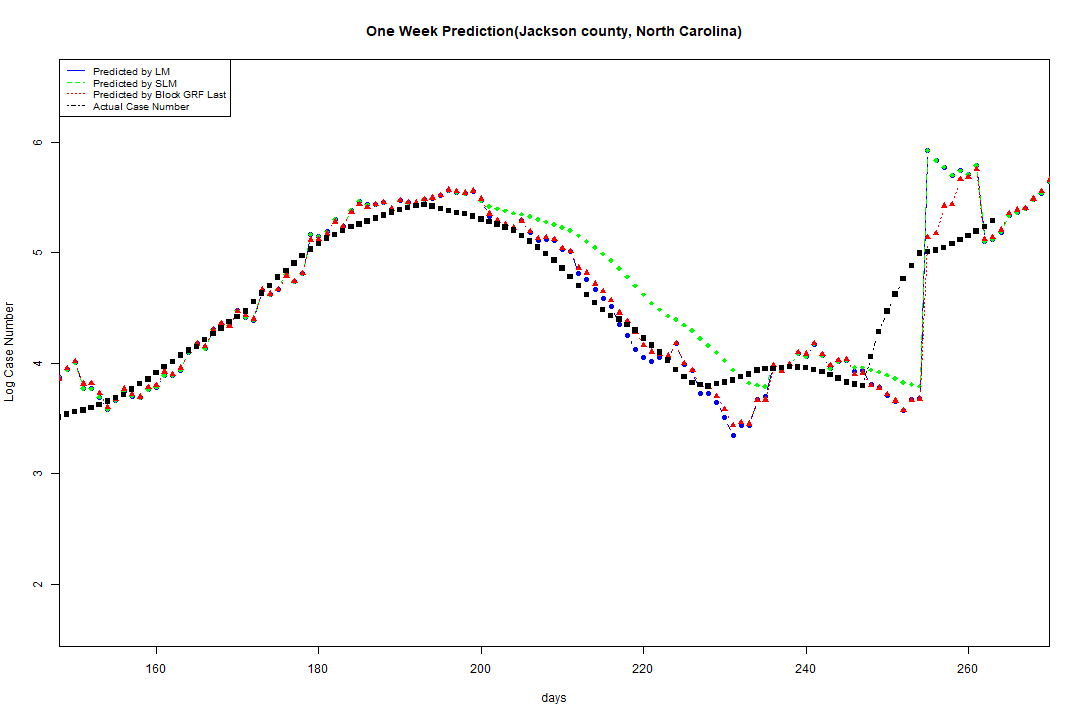 One Week Prediction(Jackson county, North Carolina)
Predicted by LM
Predicted by SLM
Predicted by Block GRF Last
Actual Case Number
Log Case Number
6
5
4
3
2
160 180 200 220 240 260
days